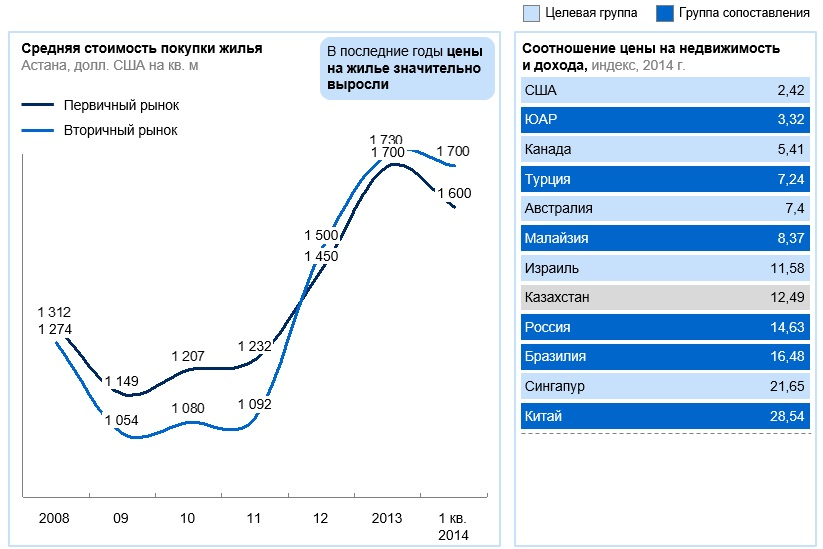 Целевая группа
Группа сопоставления
Средняя стоимость покупки жилья
Астана, долл. США на кв. м
В последние годы цены
на жилье значительно
выросли
Первичный рынок
Вторичный рынок
1 730
1 700
1 700
1 600
1 500
1 450
1 312
1 274
1 232
1 207
1 149
1 092
1 080
1 054
2008 09 10 11 12 2013 1 кв.
2014
Соотношение цены на недвижимость
и дохода, индекс, 2014 г.
США 2,42
ЮАР 3,32
Канада 5,41
Турция 7,24
Австралия 7,4
Малайзия 8,37
Израиль 11,58
Казахстан 12,49
Россия 14,63
Бразилия 16,48
Сингапур 21,65
Китай 28,54